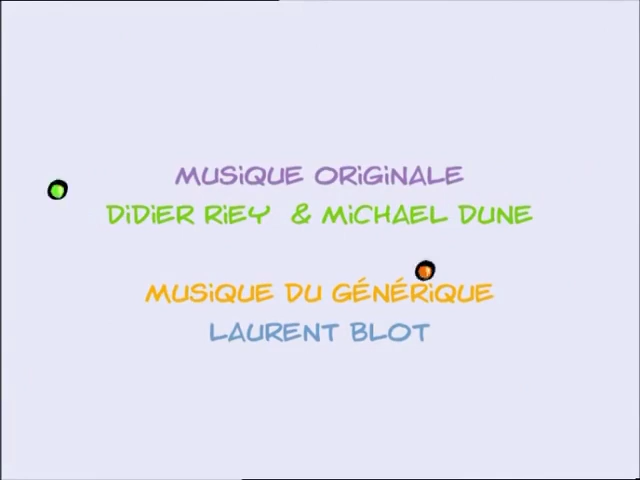 MUSIQUE ORIGINALE
DIDIER RIEY & MICHAEL DUNE
MUSIQUE DU GÉNÉRIQUE
LAURENT BLOT